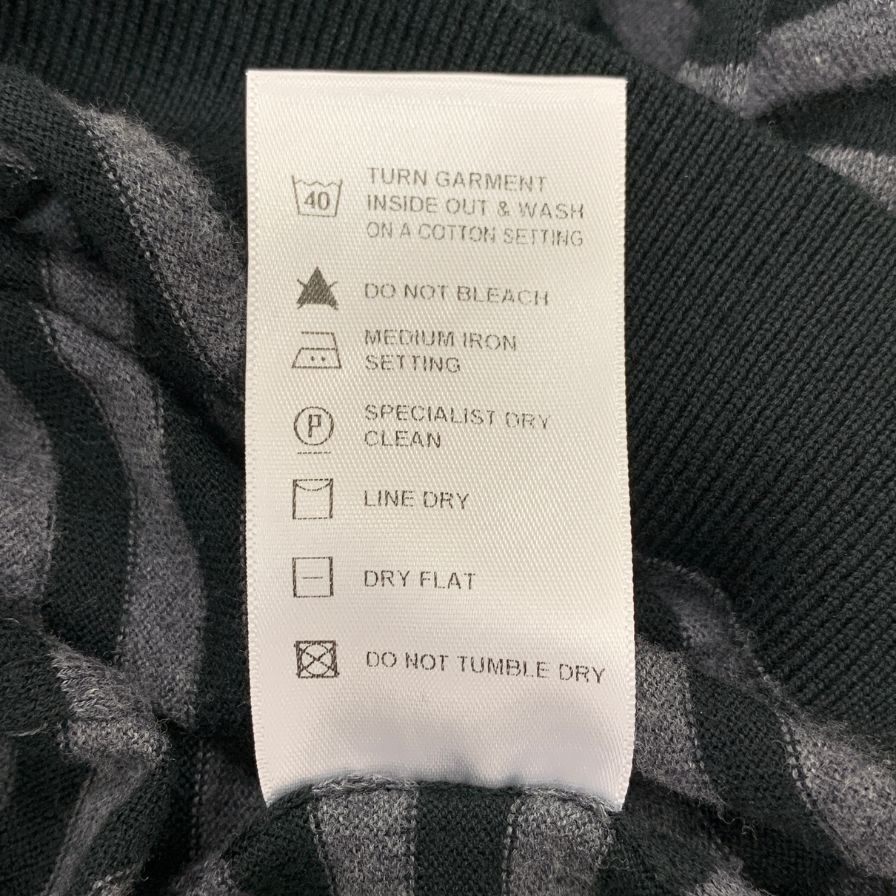 40 TURN GARMENT
INSIDE OUT & WASH
ON A COTTON SETTING
DO NOT BLEACH
MEDIUM IRON
SETTING
P SPECIALIST DRY
CLEAN
LINE DRY
DRY FLAT
DO NOT TUMBLE DRY